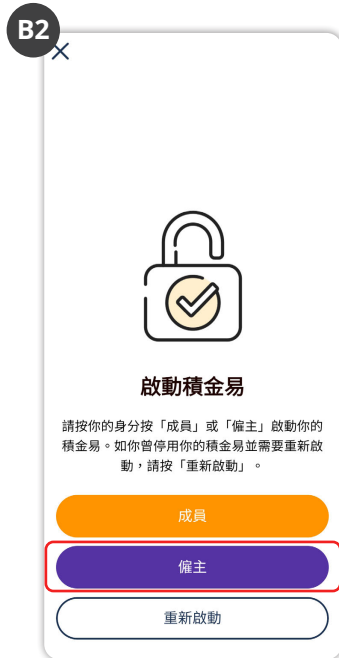 B2
啟動積金易
請按你的身分按「成員」或「僱主」啟動你的
積金易。如你曾停用你的積金易並需要重新啟
動，請按「重新啟動」。
成員
僱主
重新啟動